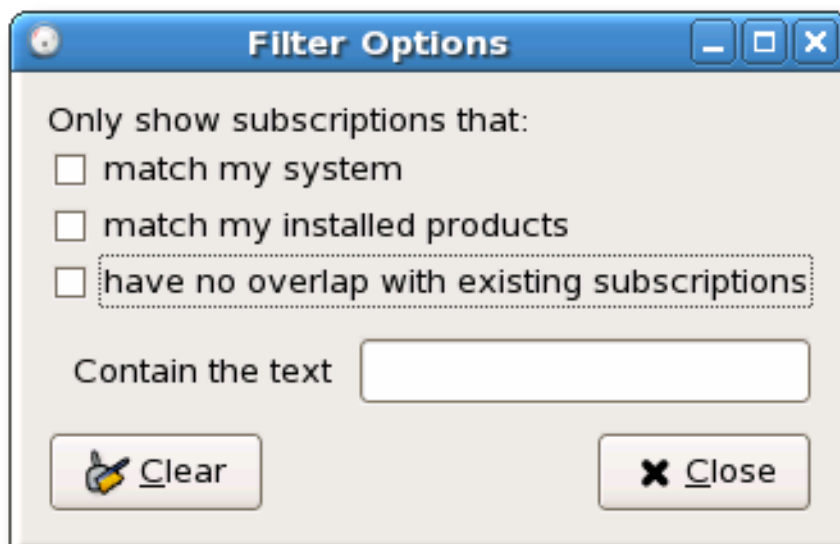 Filter Options
Only show subscriptions that:
match my system
match my installed products
have no overlap with existing subscriptions
Contain the text
Clear Close